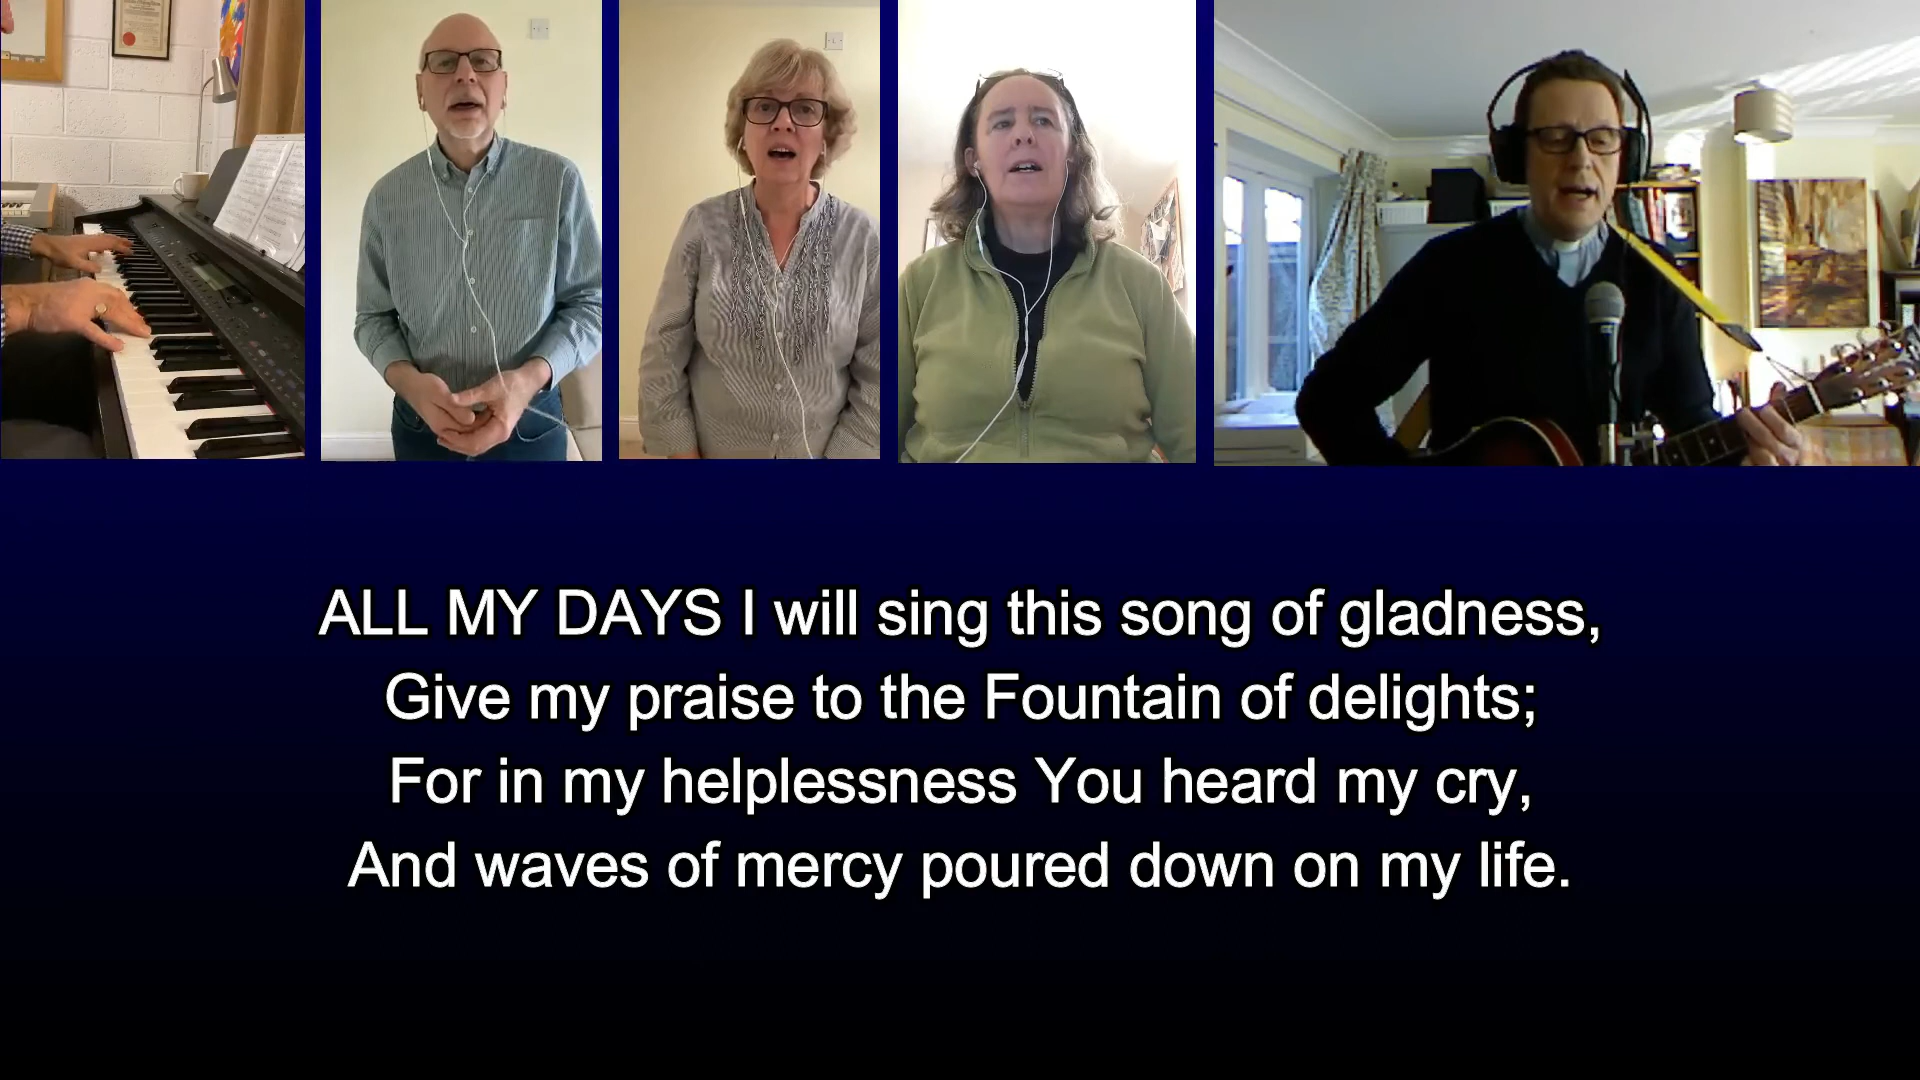 ALL MY DAYS I will sing this song of gladness,
Give my praise to the Fountain of delights;
For in my helplessness You heard my cry,
And waves of mercy poured down on my life.